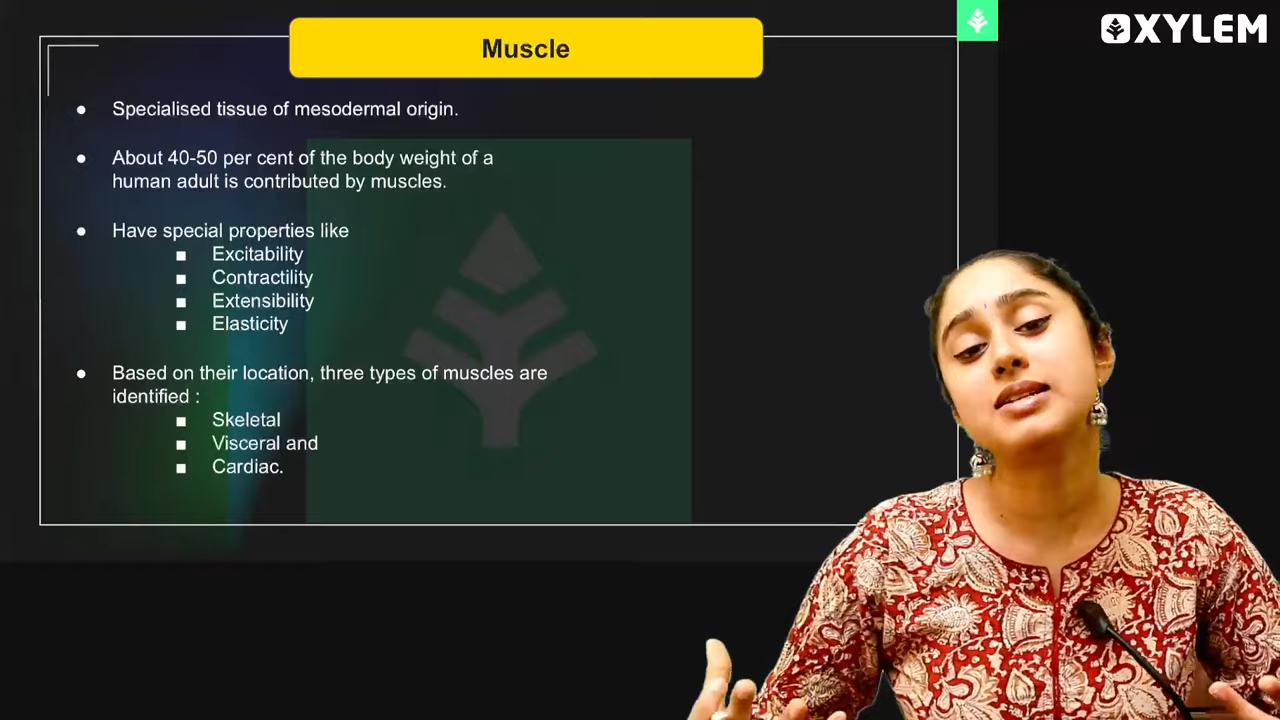 Muscle
XYLEM
● Specialised tissue of mesodermal origin.
● About 40-50 per cent of the body weight of a
human adult is contributed by muscles.
● Have special properties like
■ Excitability
■ Contractility
■ Extensibility
■ Elasticity
● Based on their location, three types of muscles are
identified :
■ Skeletal
■ Visceral and
■ Cardiac.